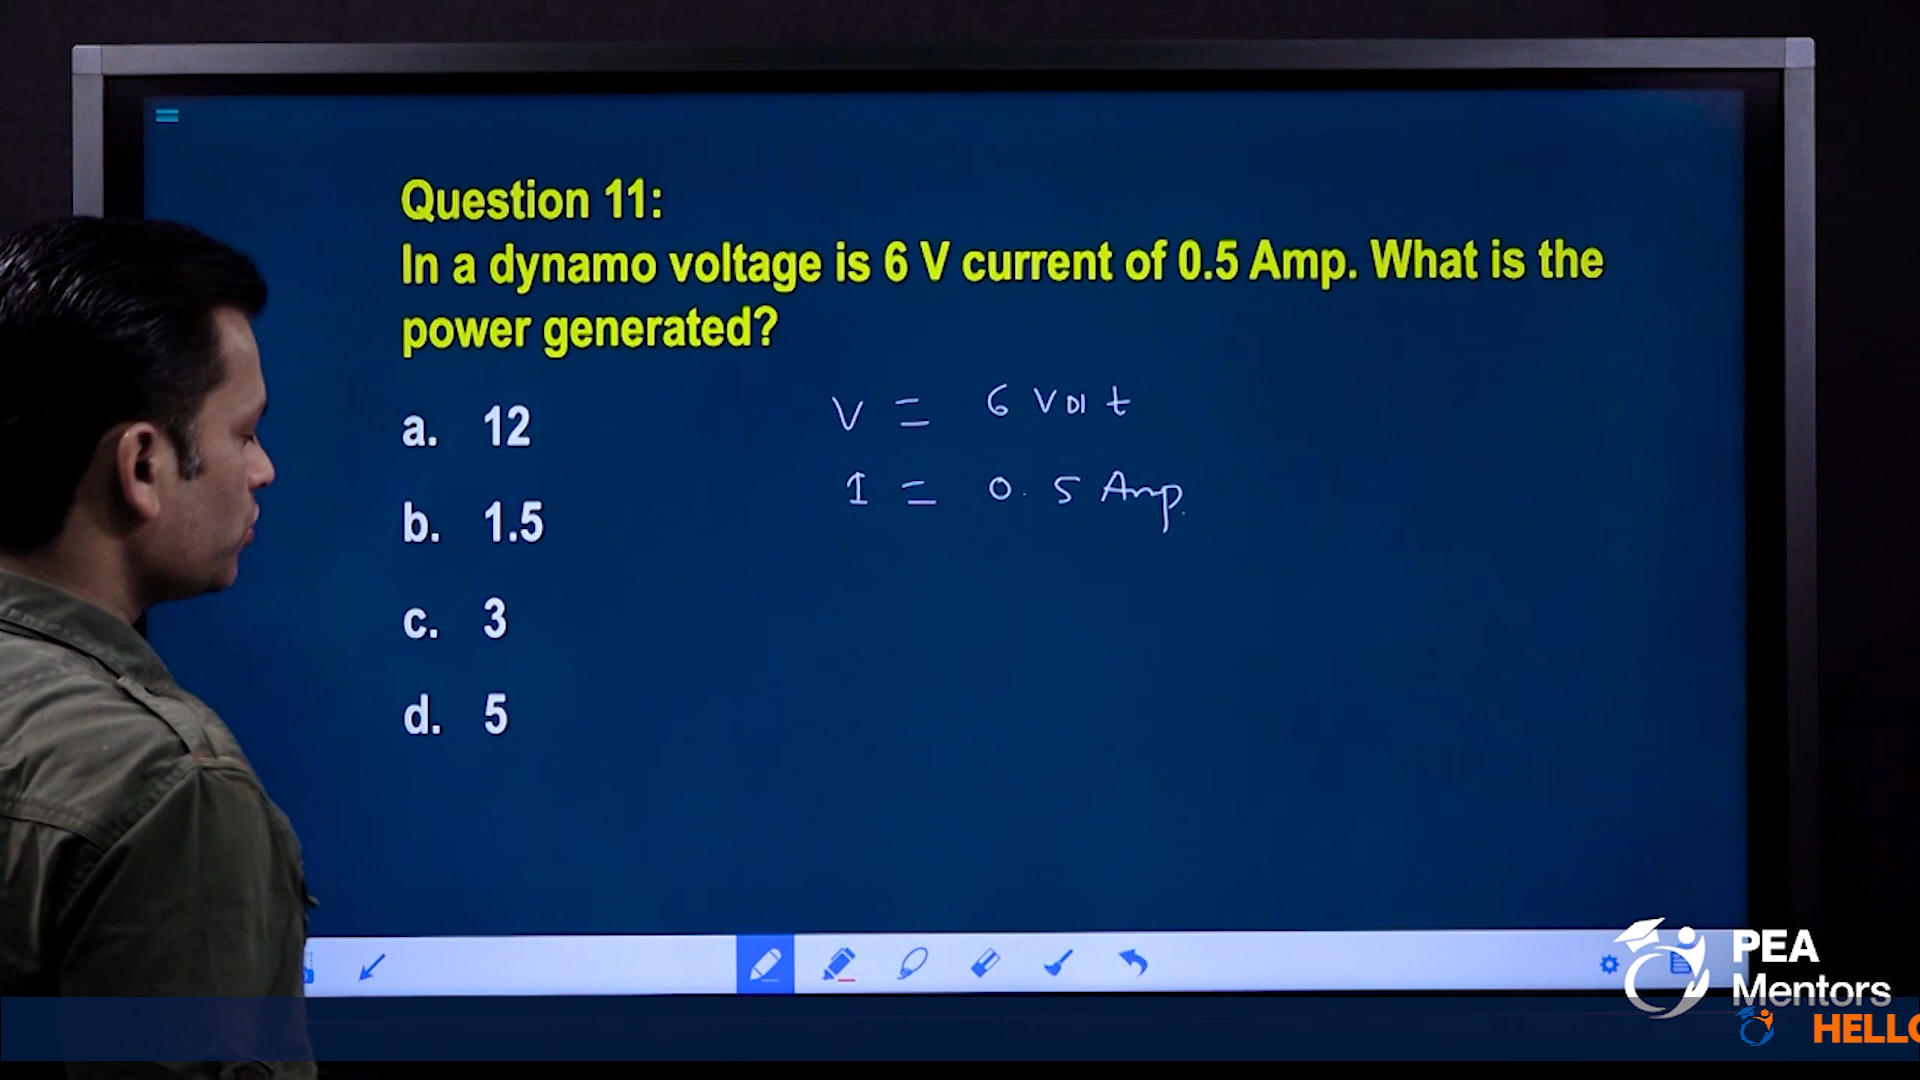 Question 11:
In a dynamo voltage is 6 V current of 0.5 Amp. What is the
power generated?
a. 12
b. 1.5
c. 3
d. 5
V = 6 Volt
I = 0.5 Amp.
PEA
Mentors
HELLO